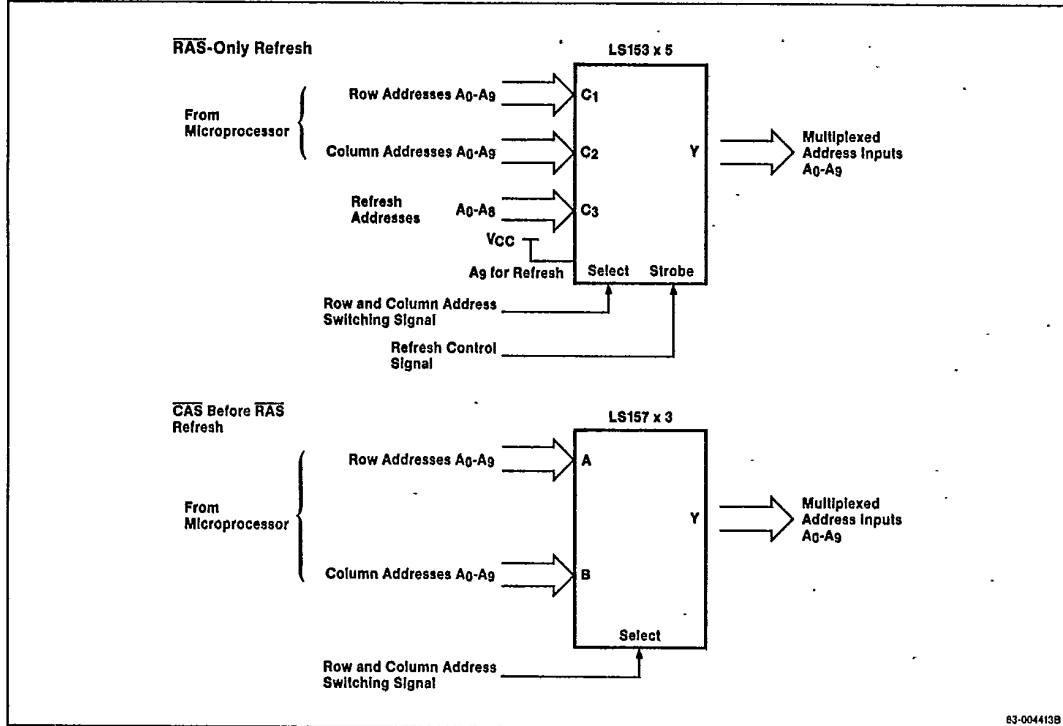 R̅A̅S̅-Only Refresh
LS153 x 5
From
Microprocessor
Row Addresses A0-A9
C1
Column Addresses A0-A9
C2
Y
Multiplexed
Address Inputs
A0-A9
Refresh
Addresses
A0-A8
C3
VCC
A9 for Refresh
Select
Strobe
Row and Column Address
Switching Signal
Refresh Control
Signal
C̅A̅S̅ Before R̅A̅S̅
Refresh
LS157 x 3
Row Addresses A0-A9
A
From
Microprocessor
Y
Multiplexed
Address Inputs
A0-A9
Column Addresses A0-A9
B
Select
Row and Column Address
Switching Signal
83-004413B